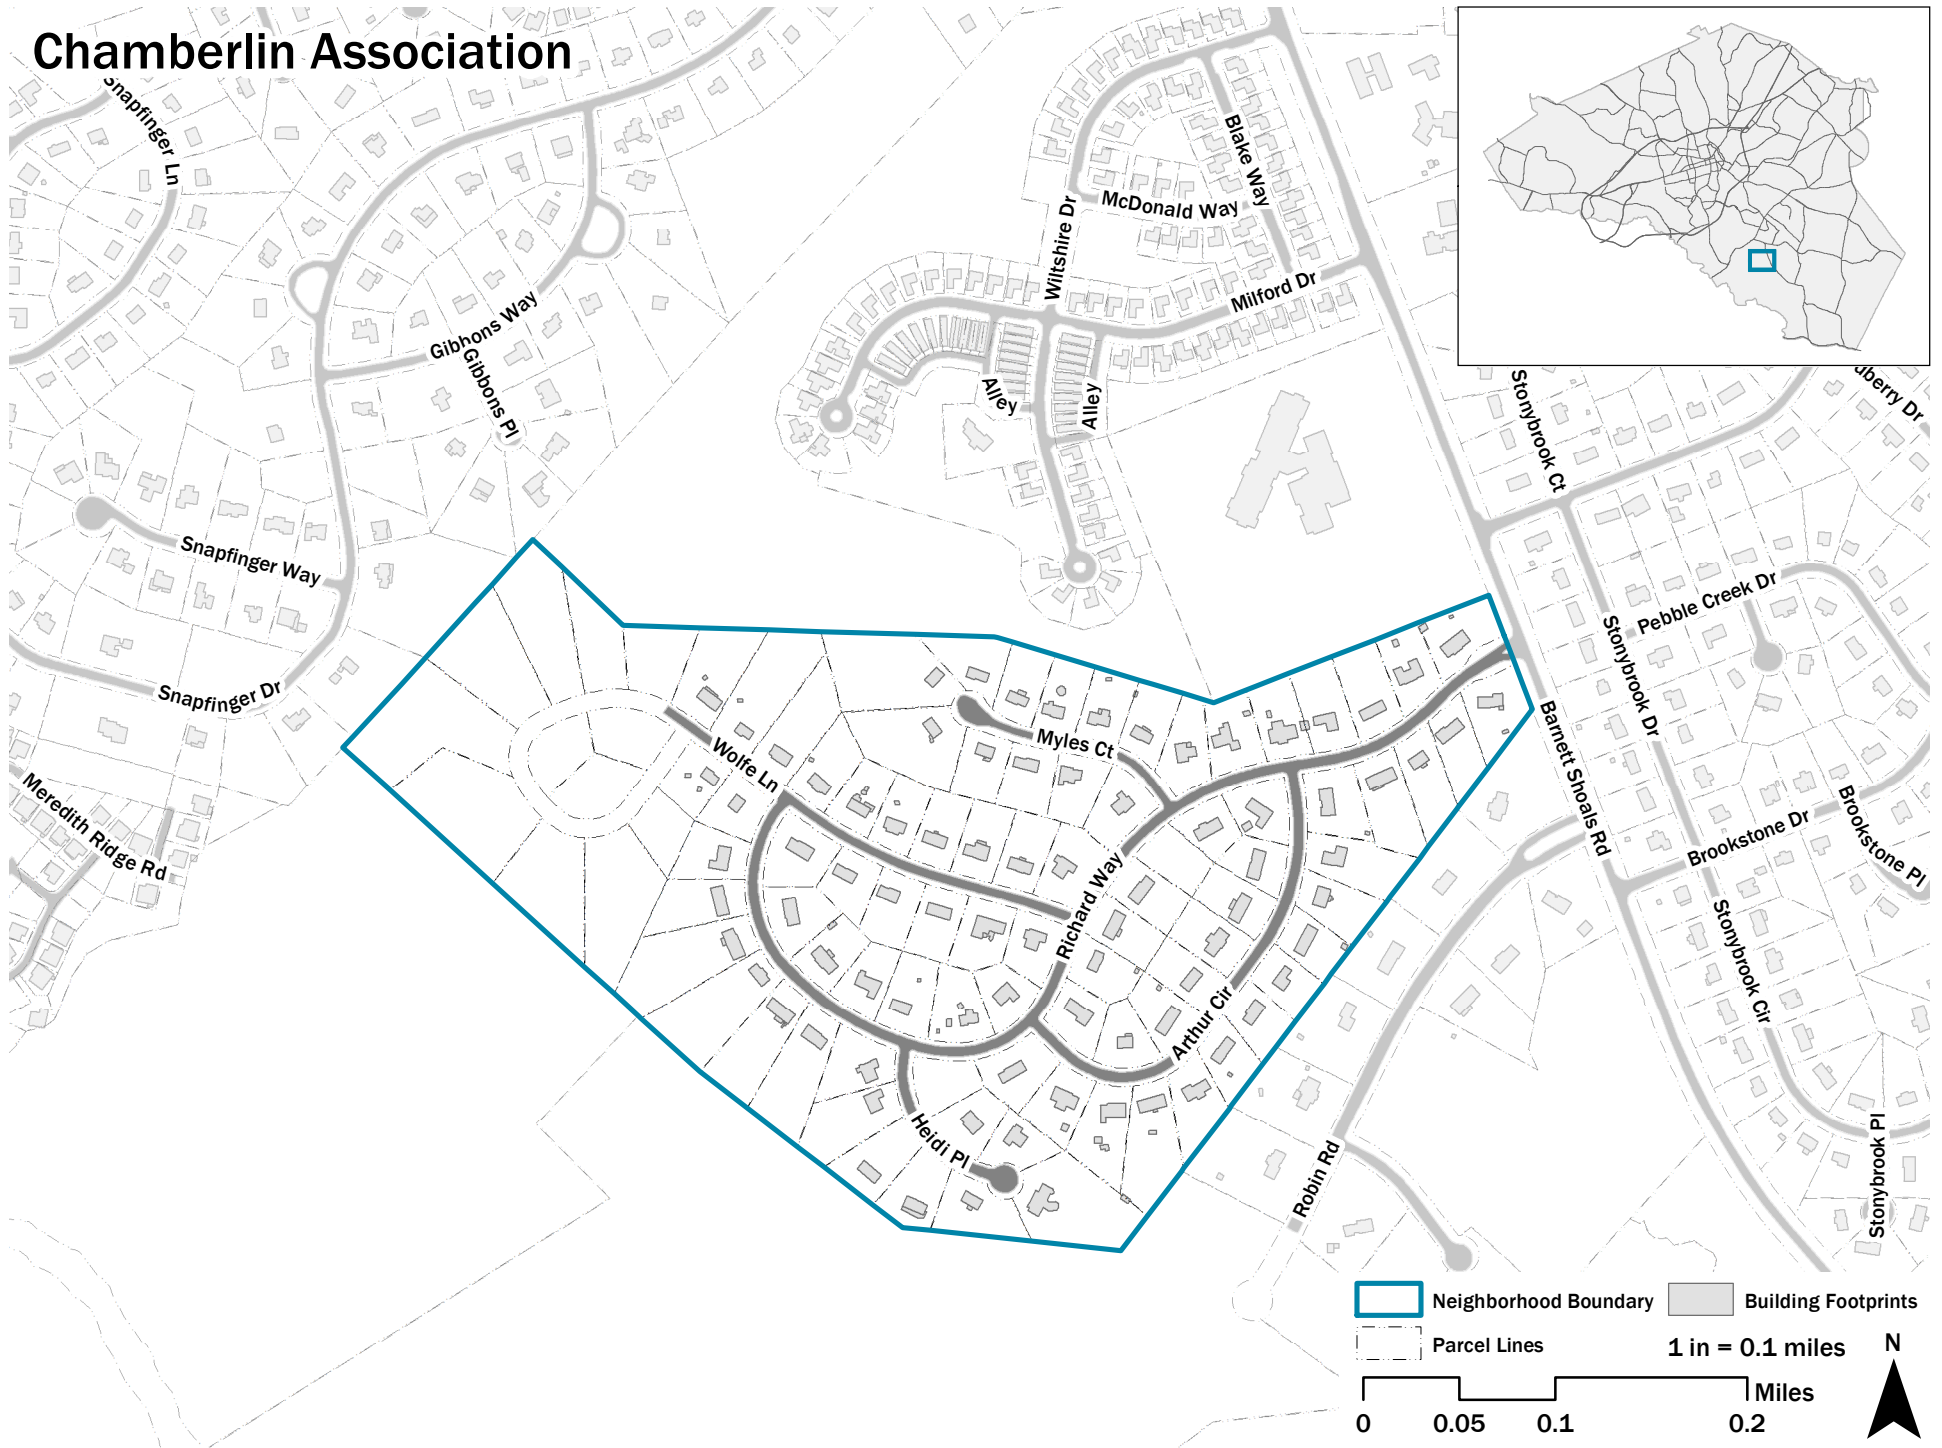 Chamberlin Association
Snapfinger Ln
Blake Way
McDonald Way
Wiltshire Dr
Milford Dr
Gibbons Way
Gibbons Pl
Alley
Alley
Stonybrook Ct
Snapfinger Way
Pebble Creek Dr
Stonybrook Dr
Snapfinger Dr
Barnett Shoals Rd
Myles Ct
Wolfe Ln
Meredith Ridge Rd
Brookstone Dr
Brookstone Pl
Richard Way
Stonybrook Cir
Arthur Cir
Heidi Pl
Robin Rd
Stonybrook Pl
Neighborhood Boundary
Building Footprints
Parcel Lines
1 in = 0.1 miles
N
Miles
0 0.05 0.1 0.2